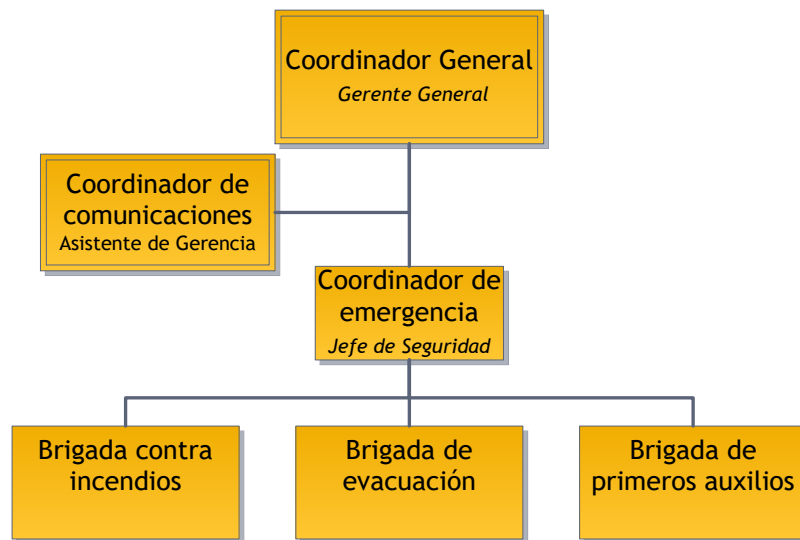 Coordinador General
Gerente General
Coordinador de
comunicaciones
Asistente de Gerencia
Coordinador de
emergencia
Jefe de Seguridad
Brigada contra
incendios
Brigada de
evacuación
Brigada de
primeros auxilios